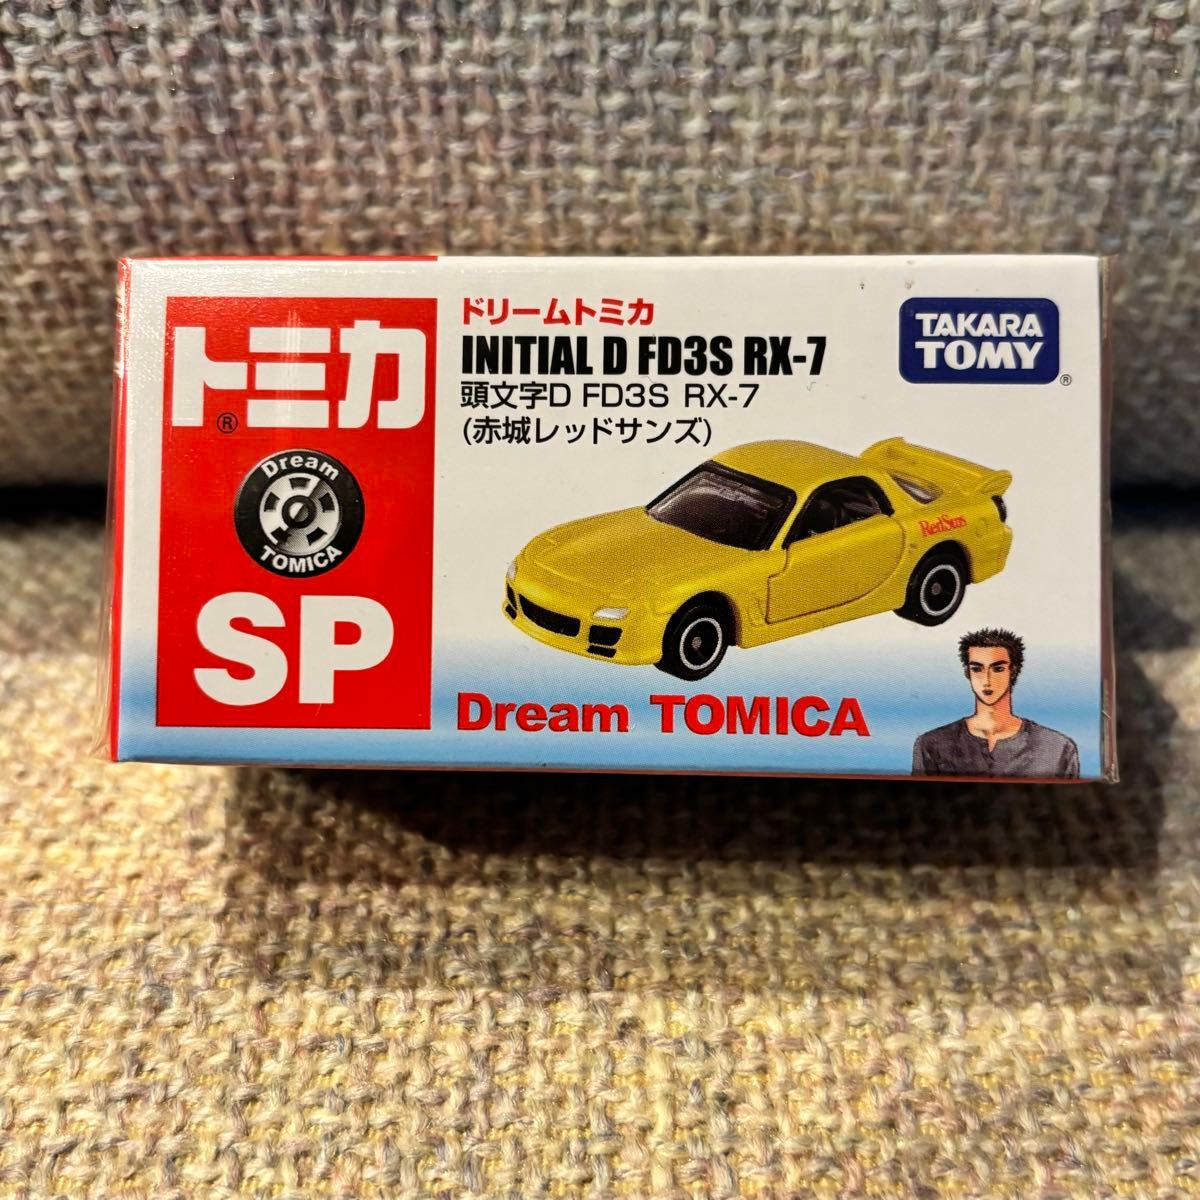 トミカ
®
Dream
TOMICA
SP
ドリームトミカ
INITIAL D FD3S RX-7
頭文字D FD3S RX-7
(赤城レッドサンズ)
TAKARA
TOMY
®
RedSuns
Dream TOMICA